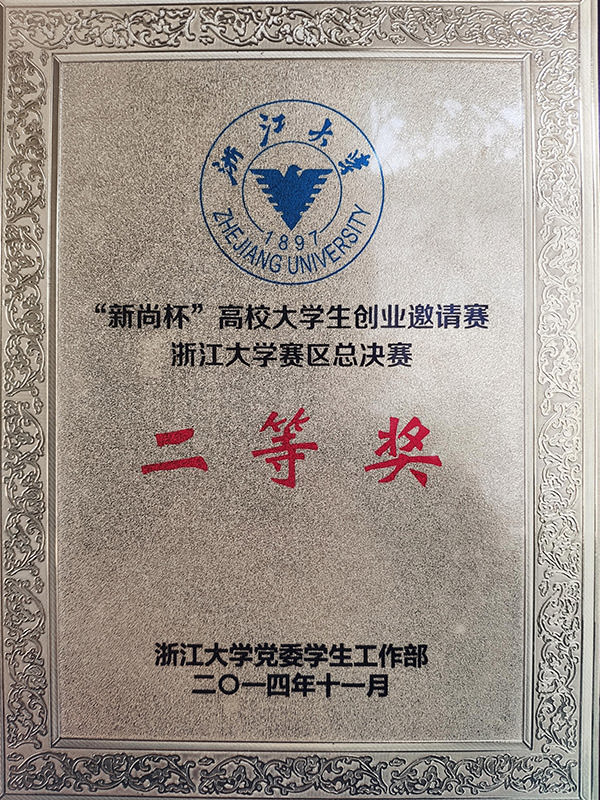 浙江大学
1897
ZHEJIANG UNIVERSITY
“新尚杯”高校大学生创业邀请赛
浙江大学赛区总决赛
二等奖
浙江大学党委学生工作部
二〇一四年十一月